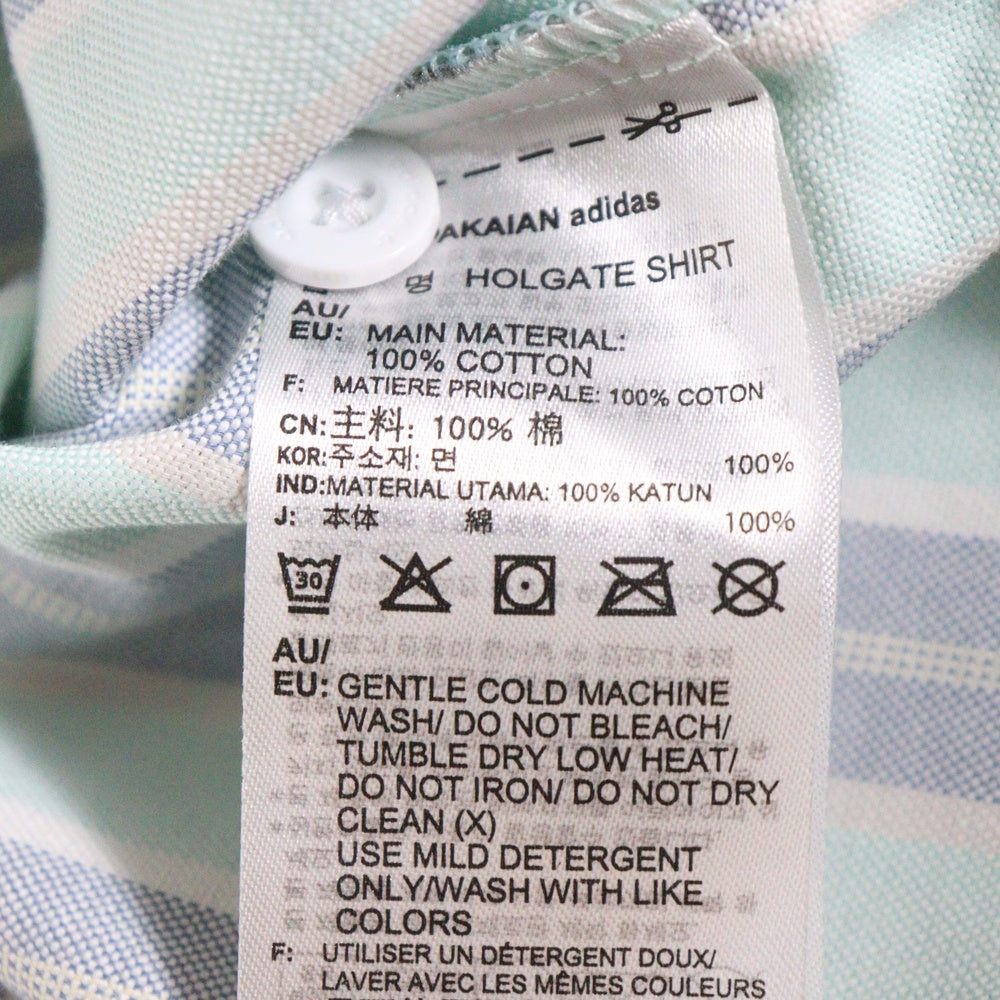 PAKAIAN adidas
명 HOLGATE SHIRT
AU/
EU: MAIN MATERIAL:
100% COTTON
F: MATIERE PRINCIPALE: 100% COTON
CN:主料: 100% 棉
KOR:주소재: 면 100%
IND:MATERIAL UTAMA: 100% KATUN
J: 本体 綿 100%
30
AU/
EU: GENTLE COLD MACHINE
WASH/ DO NOT BLEACH/
TUMBLE DRY LOW HEAT/
DO NOT IRON/ DO NOT DRY
CLEAN (X)
USE MILD DETERGENT
ONLY/WASH WITH LIKE
COLORS
F: UTILISER UN DÉTERGENT DOUX/
LAVER AVEC LES MÊMES COULEURS